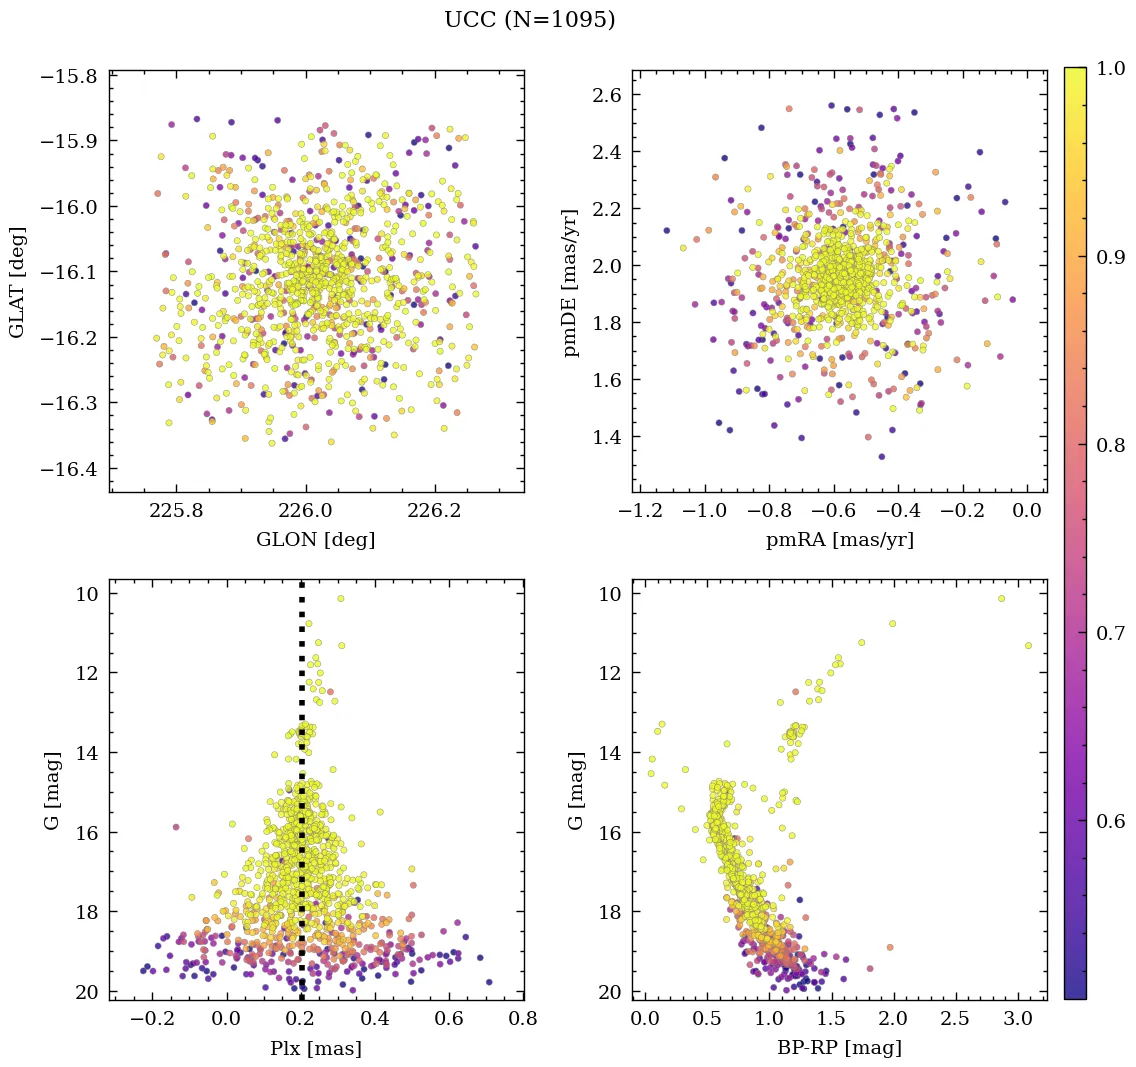 UCC (N=1095)
−15.8
−15.9
−16.0
−16.1
−16.2
−16.3
−16.4
GLAT [deg]
225.8 226.0 226.2
GLON [deg]
2.6
2.4
2.2
2.0
1.8
1.6
1.4
pmDE [mas/yr]
−1.2 −1.0 −0.8 −0.6 −0.4 −0.2 0.0
pmRA [mas/yr]
10
12
14
16
18
20
G [mag]
−0.2 0.0 0.2 0.4 0.6 0.8
Plx [mas]
10
12
14
16
18
20
G [mag]
0.0 0.5 1.0 1.5 2.0 2.5 3.0
BP-RP [mag]
1.0
0.9
0.8
0.7
0.6